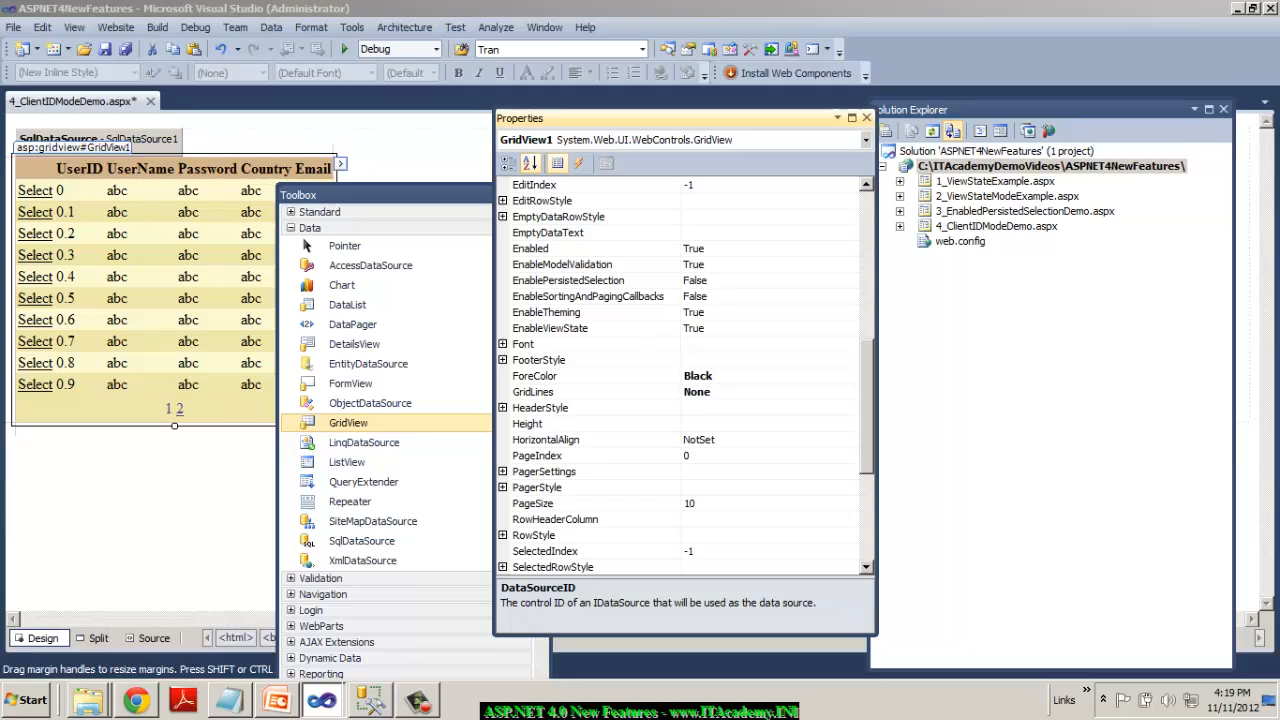 ASPNET4NewFeatures - Microsoft Visual Studio (Administrator)
File Edit View Website Build Debug Team Data Format Tools Architecture Test Analyze Window Help
Debug Tran
(New Inline Style) (None) (Default Font) (Default B I U A Install Web Components
4_ClientIDModeDemo.aspx*
SqlDataSource - SqlDataSource1
asp:gridview#GridView1
UserID UserName Password Country Email
Select 0 abc abc abc
Select 0.1 abc abc abc
Select 0.2 abc abc abc
Select 0.3 abc abc abc
Select 0.4 abc abc abc
Select 0.5 abc abc abc
Select 0.6 abc abc abc
Select 0.7 abc abc abc
Select 0.8 abc abc abc
Select 0.9 abc abc abc
1 2
Design Split Source <html> <b
Drag margin handles to resize margins. Press SHIFT or CTRL
Toolbox
Standard
Data
Pointer
AccessDataSource
Chart
DataList
DataPager
DetailsView
EntityDataSource
FormView
ObjectDataSource
GridView
LinqDataSource
ListView
QueryExtender
Repeater
SiteMapDataSource
SqlDataSource
XmlDataSource
Validation
Navigation
Login
WebParts
AJAX Extensions
Dynamic Data
Reporting
Properties
GridView1 System.Web.UI.WebControls.GridView
EditIndex -1
EditRowStyle
EmptyDataRowStyle
EmptyDataText
Enabled True
EnableModelValidation True
EnablePersistedSelection False
EnableSortingAndPagingCallbacks False
EnableTheming True
EnableViewState True
Font
FooterStyle
ForeColor Black
GridLines None
HeaderStyle
Height
HorizontalAlign NotSet
PageIndex 0
PagerSettings
PagerStyle
PageSize 10
RowHeaderColumn
RowStyle
SelectedIndex -1
SelectedRowStyle
DataSourceID
The control ID of an IDataSource that will be used as the data source.
olution Explorer
Solution 'ASPNET4NewFeatures' (1 project)
C:\ITAcademyDemoVideos\ASPNET4NewFeatures\
1_ViewStateExample.aspx
2_ViewStateModeExample.aspx
3_EnabledPersistedSelectionDemo.aspx
4_ClientIDModeDemo.aspx
web.config
Start Links 4:19 PM
11/11/2012
ASP.NET 4.0 New Features - www.ITAcademy.INI